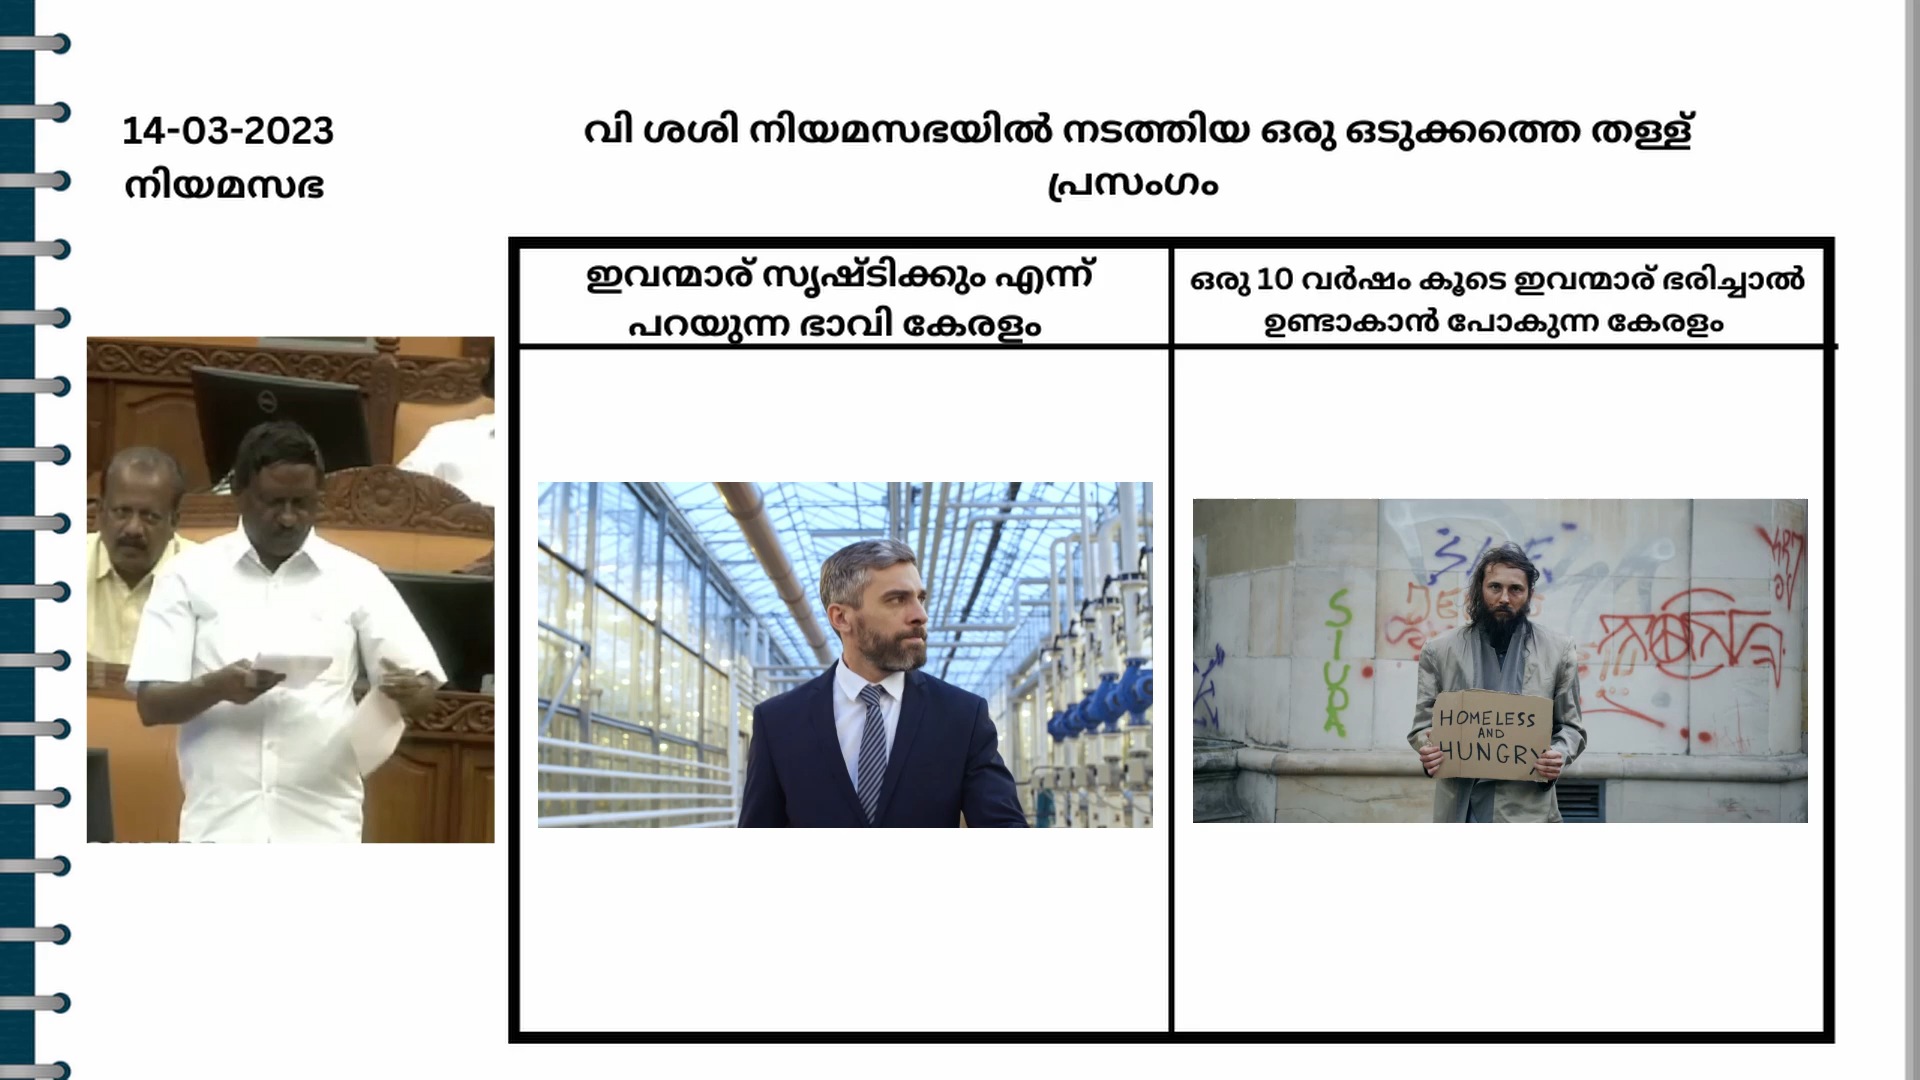 14-03-2023
നിയമസഭ
വി ശശി നിയമസഭയിൽ നടത്തിയ ഒരു ഒടുക്കത്തെ തള്ള്
പ്രസംഗം
ഇവന്മാര് സൃഷ്ടിക്കും എന്ന്
പറയുന്ന ഭാവി കേരളം
ഒരു 10 വർഷം കൂടെ ഇവന്മാര് ഭരിച്ചാൽ
ഉണ്ടാകാൻ പോകുന്ന കേരളം
HOMELESS
AND
HUNGRY